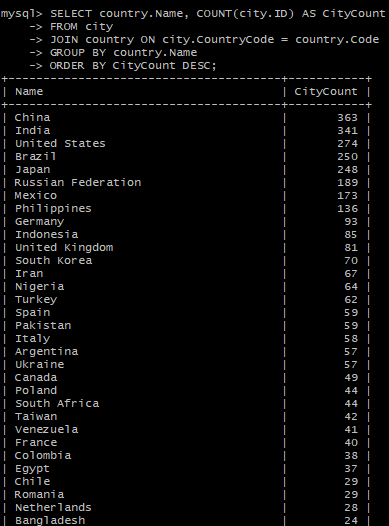 mysql> SELECT country.Name, COUNT(city.ID) AS CityCount
    -> FROM city
    -> JOIN country ON city.CountryCode = country.Code
    -> GROUP BY country.Name
    -> ORDER BY CityCount DESC;
+----------------------------------------+-----------+
| Name                                   | CityCount |
+----------------------------------------+-----------+
| China                                  |       363 |
| India                                  |       341 |
| United States                          |       274 |
| Brazil                                 |       250 |
| Japan                                  |       248 |
| Russian Federation                     |       189 |
| Mexico                                 |       173 |
| Philippines                            |       136 |
| Germany                                |        93 |
| Indonesia                              |        85 |
| United Kingdom                         |        81 |
| South Korea                            |        70 |
| Iran                                   |        67 |
| Nigeria                                |        64 |
| Turkey                                 |        62 |
| Spain                                  |        59 |
| Pakistan                               |        59 |
| Italy                                  |        58 |
| Argentina                              |        57 |
| Ukraine                                |        57 |
| Canada                                 |        49 |
| Poland                                 |        44 |
| South Africa                           |        44 |
| Taiwan                                 |        42 |
| Venezuela                              |        41 |
| France                                 |        40 |
| Colombia                               |        38 |
| Egypt                                  |        37 |
| Chile                                  |        29 |
| Romania                                |        29 |
| Netherlands                            |        28 |
| Bangladesh                             |        24 |